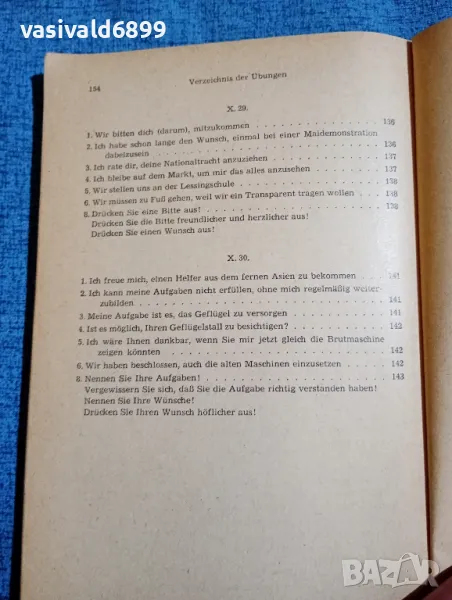 vasivald6899
184
Verzeichnis der Übungen
X. 29.
1. Wir bitten dich (darum), mitzukommen . . . . . . . . . . . . . 136
2. Ich habe schon lange den Wunsch, einmal bei einer Maidemonstration
dabeizusein . . . . . . . . . . . . . . . . . . . . . . . . 136
3. Ich rate dir, deine Nationaltracht anzuziehen . . . . . . . . . . . 137
4. Ich bleibe auf dem Markt, um mir das alles anzusehen . . . . . . . 137
5. Wir stellen uns an der Lessingschule . . . . . . . . . . . . . . 138
6. Wir müssen zu Fuß gehen, weil wir ein Transparent tragen wollen . . . 138
8. Drücken Sie eine Bitte aus! . . . . . . . . . . . . . . . . . . 138
Drücken Sie die Bitte freundlicher und herzlicher aus!
Drücken Sie einen Wunsch aus!
X. 30.
1. Ich freue mich, einen Helfer aus dem fernen Asien zu bekommen . . . . 141
2. Ich kann meine Aufgaben nicht erfüllen, ohne mich regelmäßig weiter-
zubilden . . . . . . . . . . . . . . . . . . . . . . . . . 141
3. Meine Aufgabe ist es, das Geflügel zu versorgen . . . . . . . . . . 141
4. Ist es möglich, Ihren Geflügelstall zu besichtigen? . . . . . . . . . 142
5. Ich wäre Ihnen dankbar, wenn Sie mir jetzt gleich die Brutmaschine
zeigen könnten . . . . . . . . . . . . . . . . . . . . . . . 142
6. Wir haben beschlossen, auch die alten Maschinen einzusetzen . . . . . 142
8. Nennen Sie Ihre Aufgaben! . . . . . . . . . . . . . . . . . . 143
Vergewissern Sie sich, daß Sie die Aufgabe richtig verstanden haben!
Nennen Sie Ihre Wünsche!
Drücken Sie Ihren Wunsch höflicher aus!
BAZAR